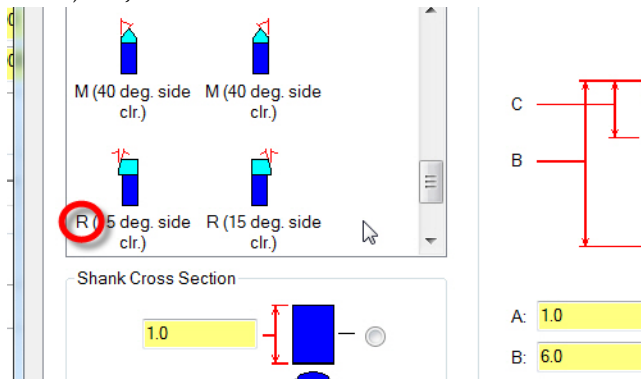 M (40 deg. side clr.)
M (40 deg. side clr.)
R (15 deg. side clr.)
R (15 deg. side clr.)
C
B
Shank Cross Section
1.0
A: 1.0
B: 6.0